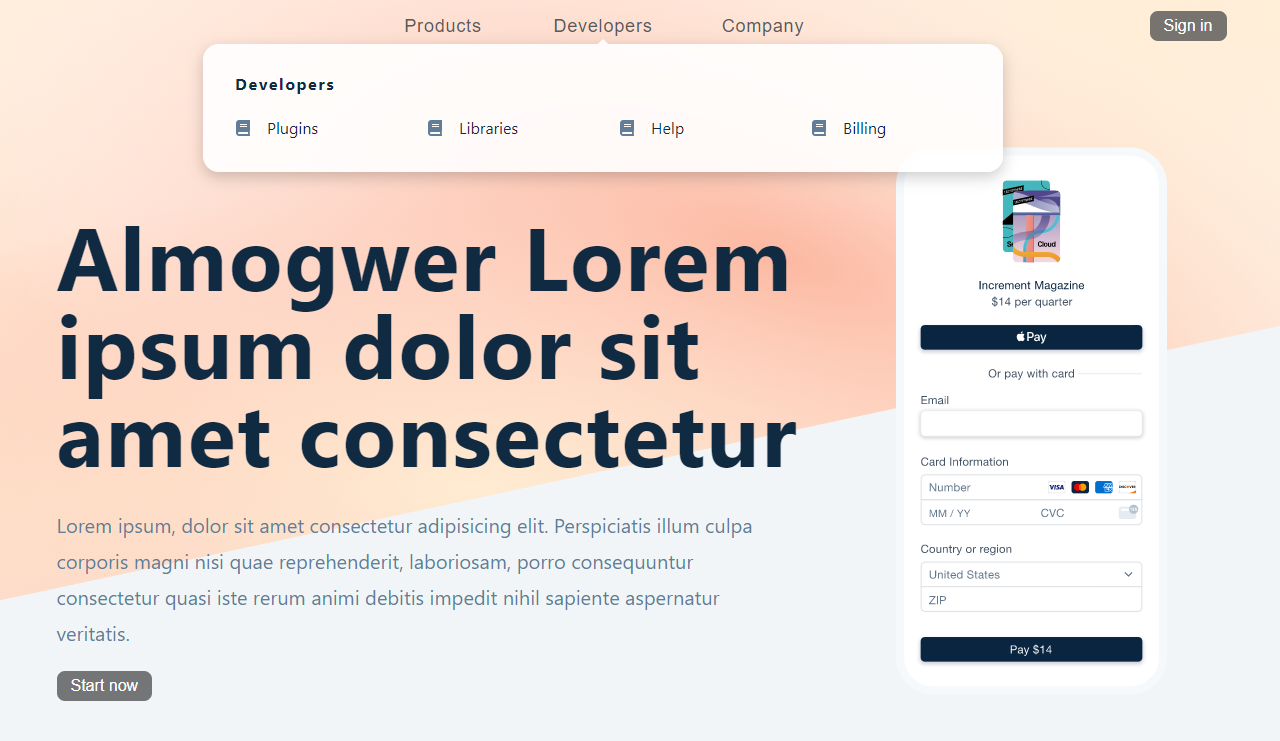 Products Developers Company Sign in
Developers
Plugins Libraries Help Billing
Almogwer Lorem
ipsum dolor sit
amet consectetur
Lorem ipsum, dolor sit amet consectetur adipisicing elit. Perspiciatis illum culpa
corporis magni nisi quae reprehenderit, laboriosam, porro consequuntur
consectetur quasi iste rerum animi debitis impedit nihil sapiente aspernatur
veritatis.
Start now
Cloud
Increment Magazine
$14 per quarter
Pay
Or pay with card
Email
Card Information
Number VISA DISCOVER
MM / YY CVC
Country or region
United States
ZIP
Pay $14